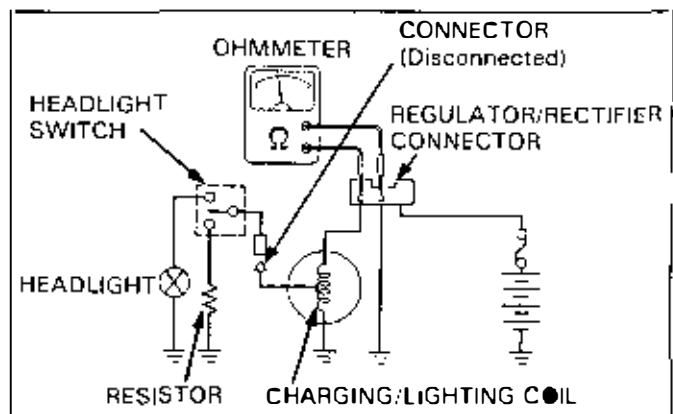 CONNECTOR
(Disconnected)
OHMMETER
HEADLIGHT
SWITCH
REGULATOR/RECTIFIER
CONNECTOR
Ω
HEADLIGHT
RESISTOR
CHARGING/LIGHTING COIL